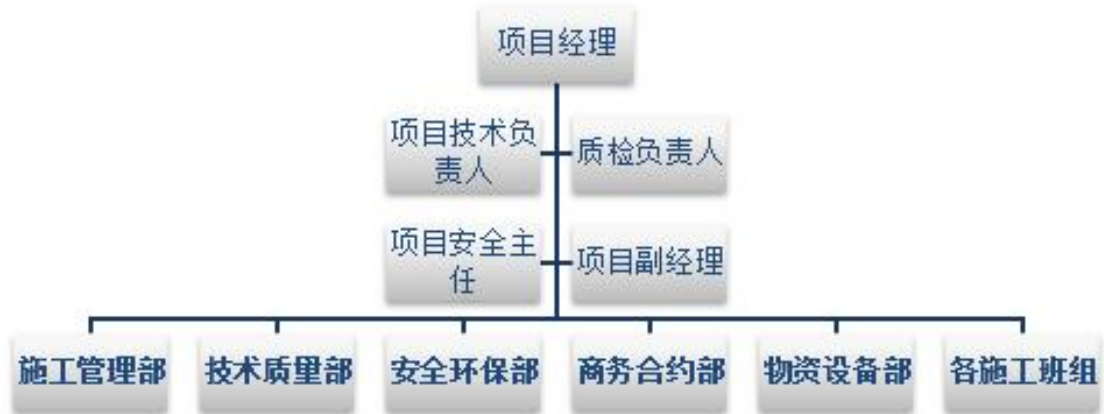 项目经理
项目技术负
责人
质检负责人
项目安全主
任
项目副经理
施工管理部
技术质量部
安全环保部
商务合约部
物资设备部
各施工班组